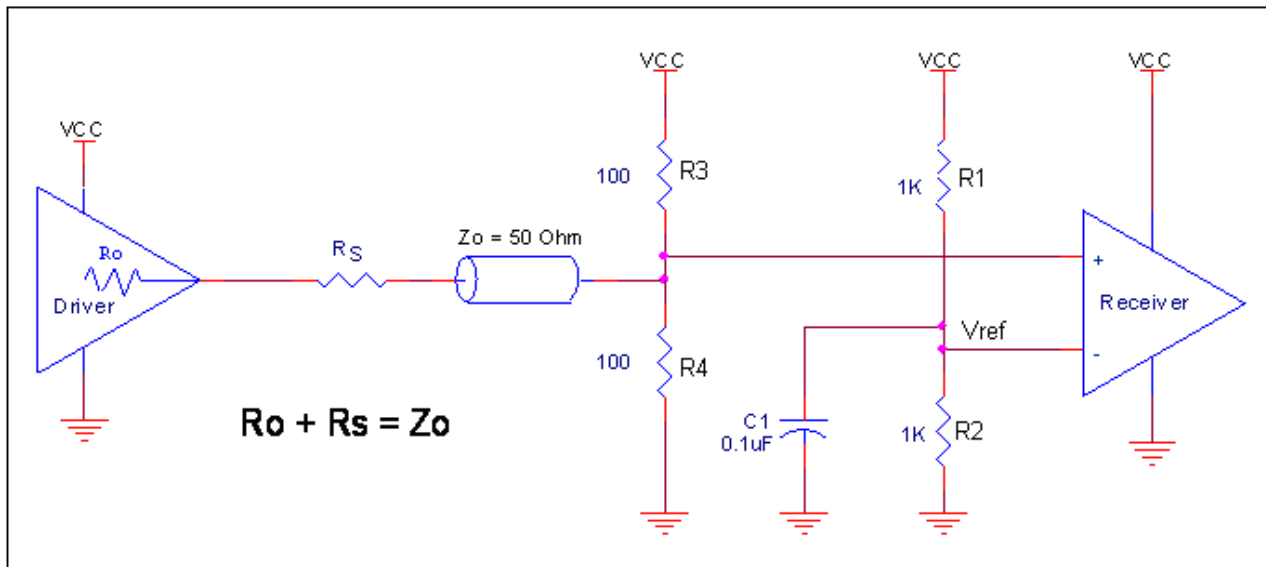 VCC
VCC
VCC
VCC
Ro
Driver
RS
Zo = 50 Ohm
100
R3
1K
R1
+
Receiver
-
Vref
100
R4
C1
0.1uF
1K
R2
Ro + Rs = Zo